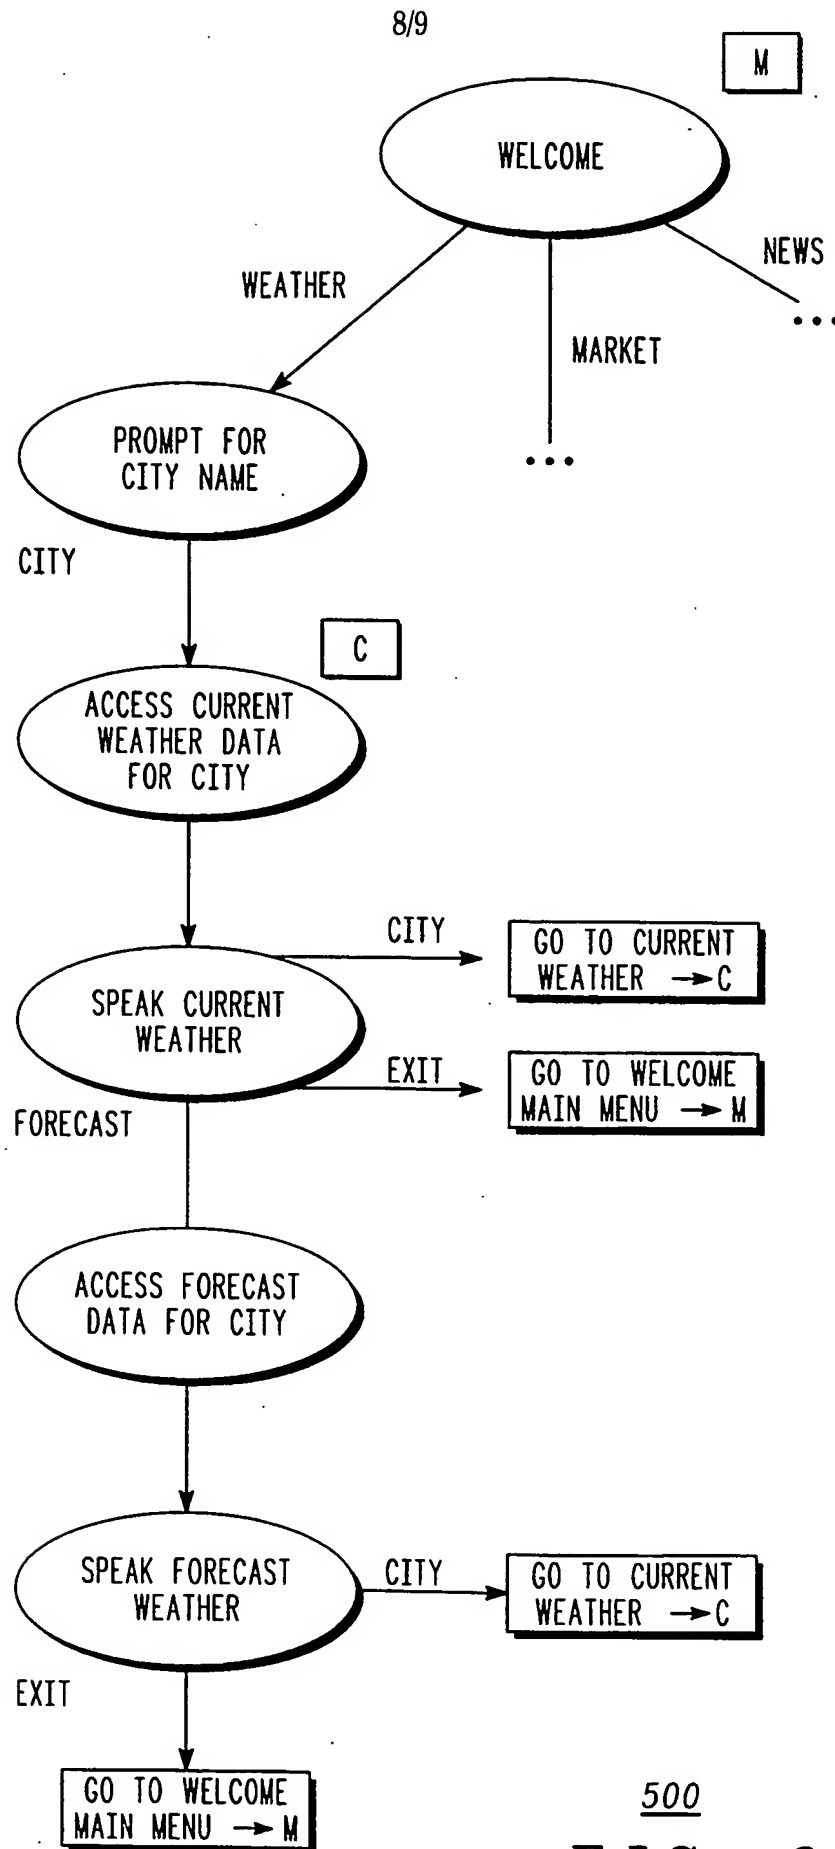 8/9
M
WELCOME
WEATHER
MARKET
NEWS
...
...
PROMPT FOR
CITY NAME
CITY
C
ACCESS CURRENT
WEATHER DATA
FOR CITY
SPEAK CURRENT
WEATHER
CITY
GO TO CURRENT
WEATHER → C
EXIT
GO TO WELCOME
MAIN MENU → M
FORECAST
ACCESS FORECAST
DATA FOR CITY
SPEAK FORECAST
WEATHER
CITY
GO TO CURRENT
WEATHER → C
EXIT
GO TO WELCOME
MAIN MENU → M
500